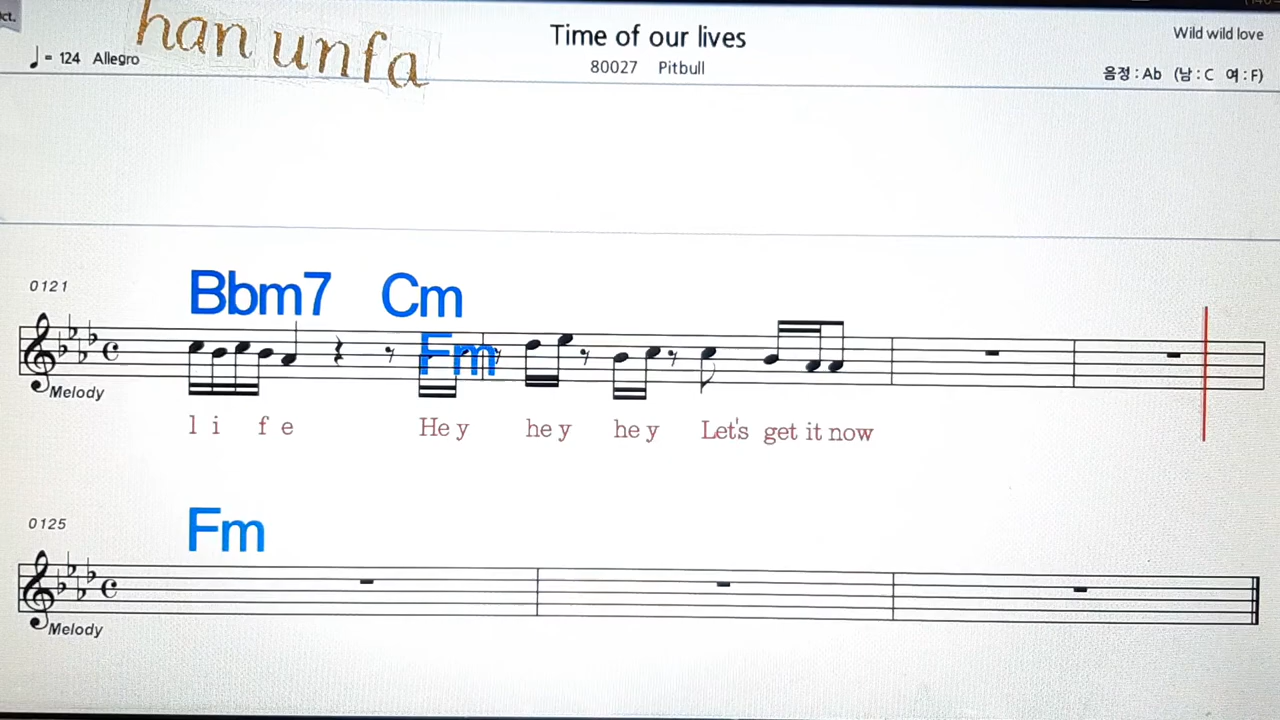 han unfa
Time of our lives
Wild wild love
= 124 Allegro
80027 Pitbull
음정 : Ab (남 : C 여 : F)
0121
Bbm7 Cm
Fm
Melody
l i f e He y he y he y Let's get it now
0125
Fm
Melody